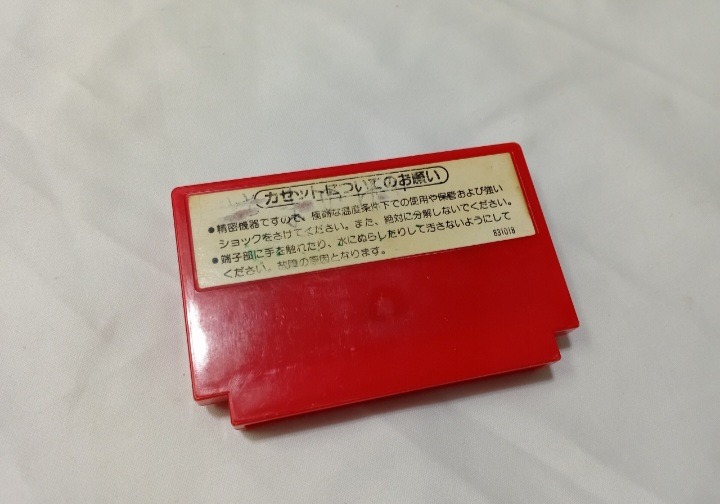 カセットについてのお願い
●精密機器ですので、極端な温度条件下での使用や保管および強い
ショックをさけてください。また、絶対に分解しないでください。
●端子部に手を触れたり、水にぬらしたりして汚さないようにして
ください。故障の原因となります。
831018